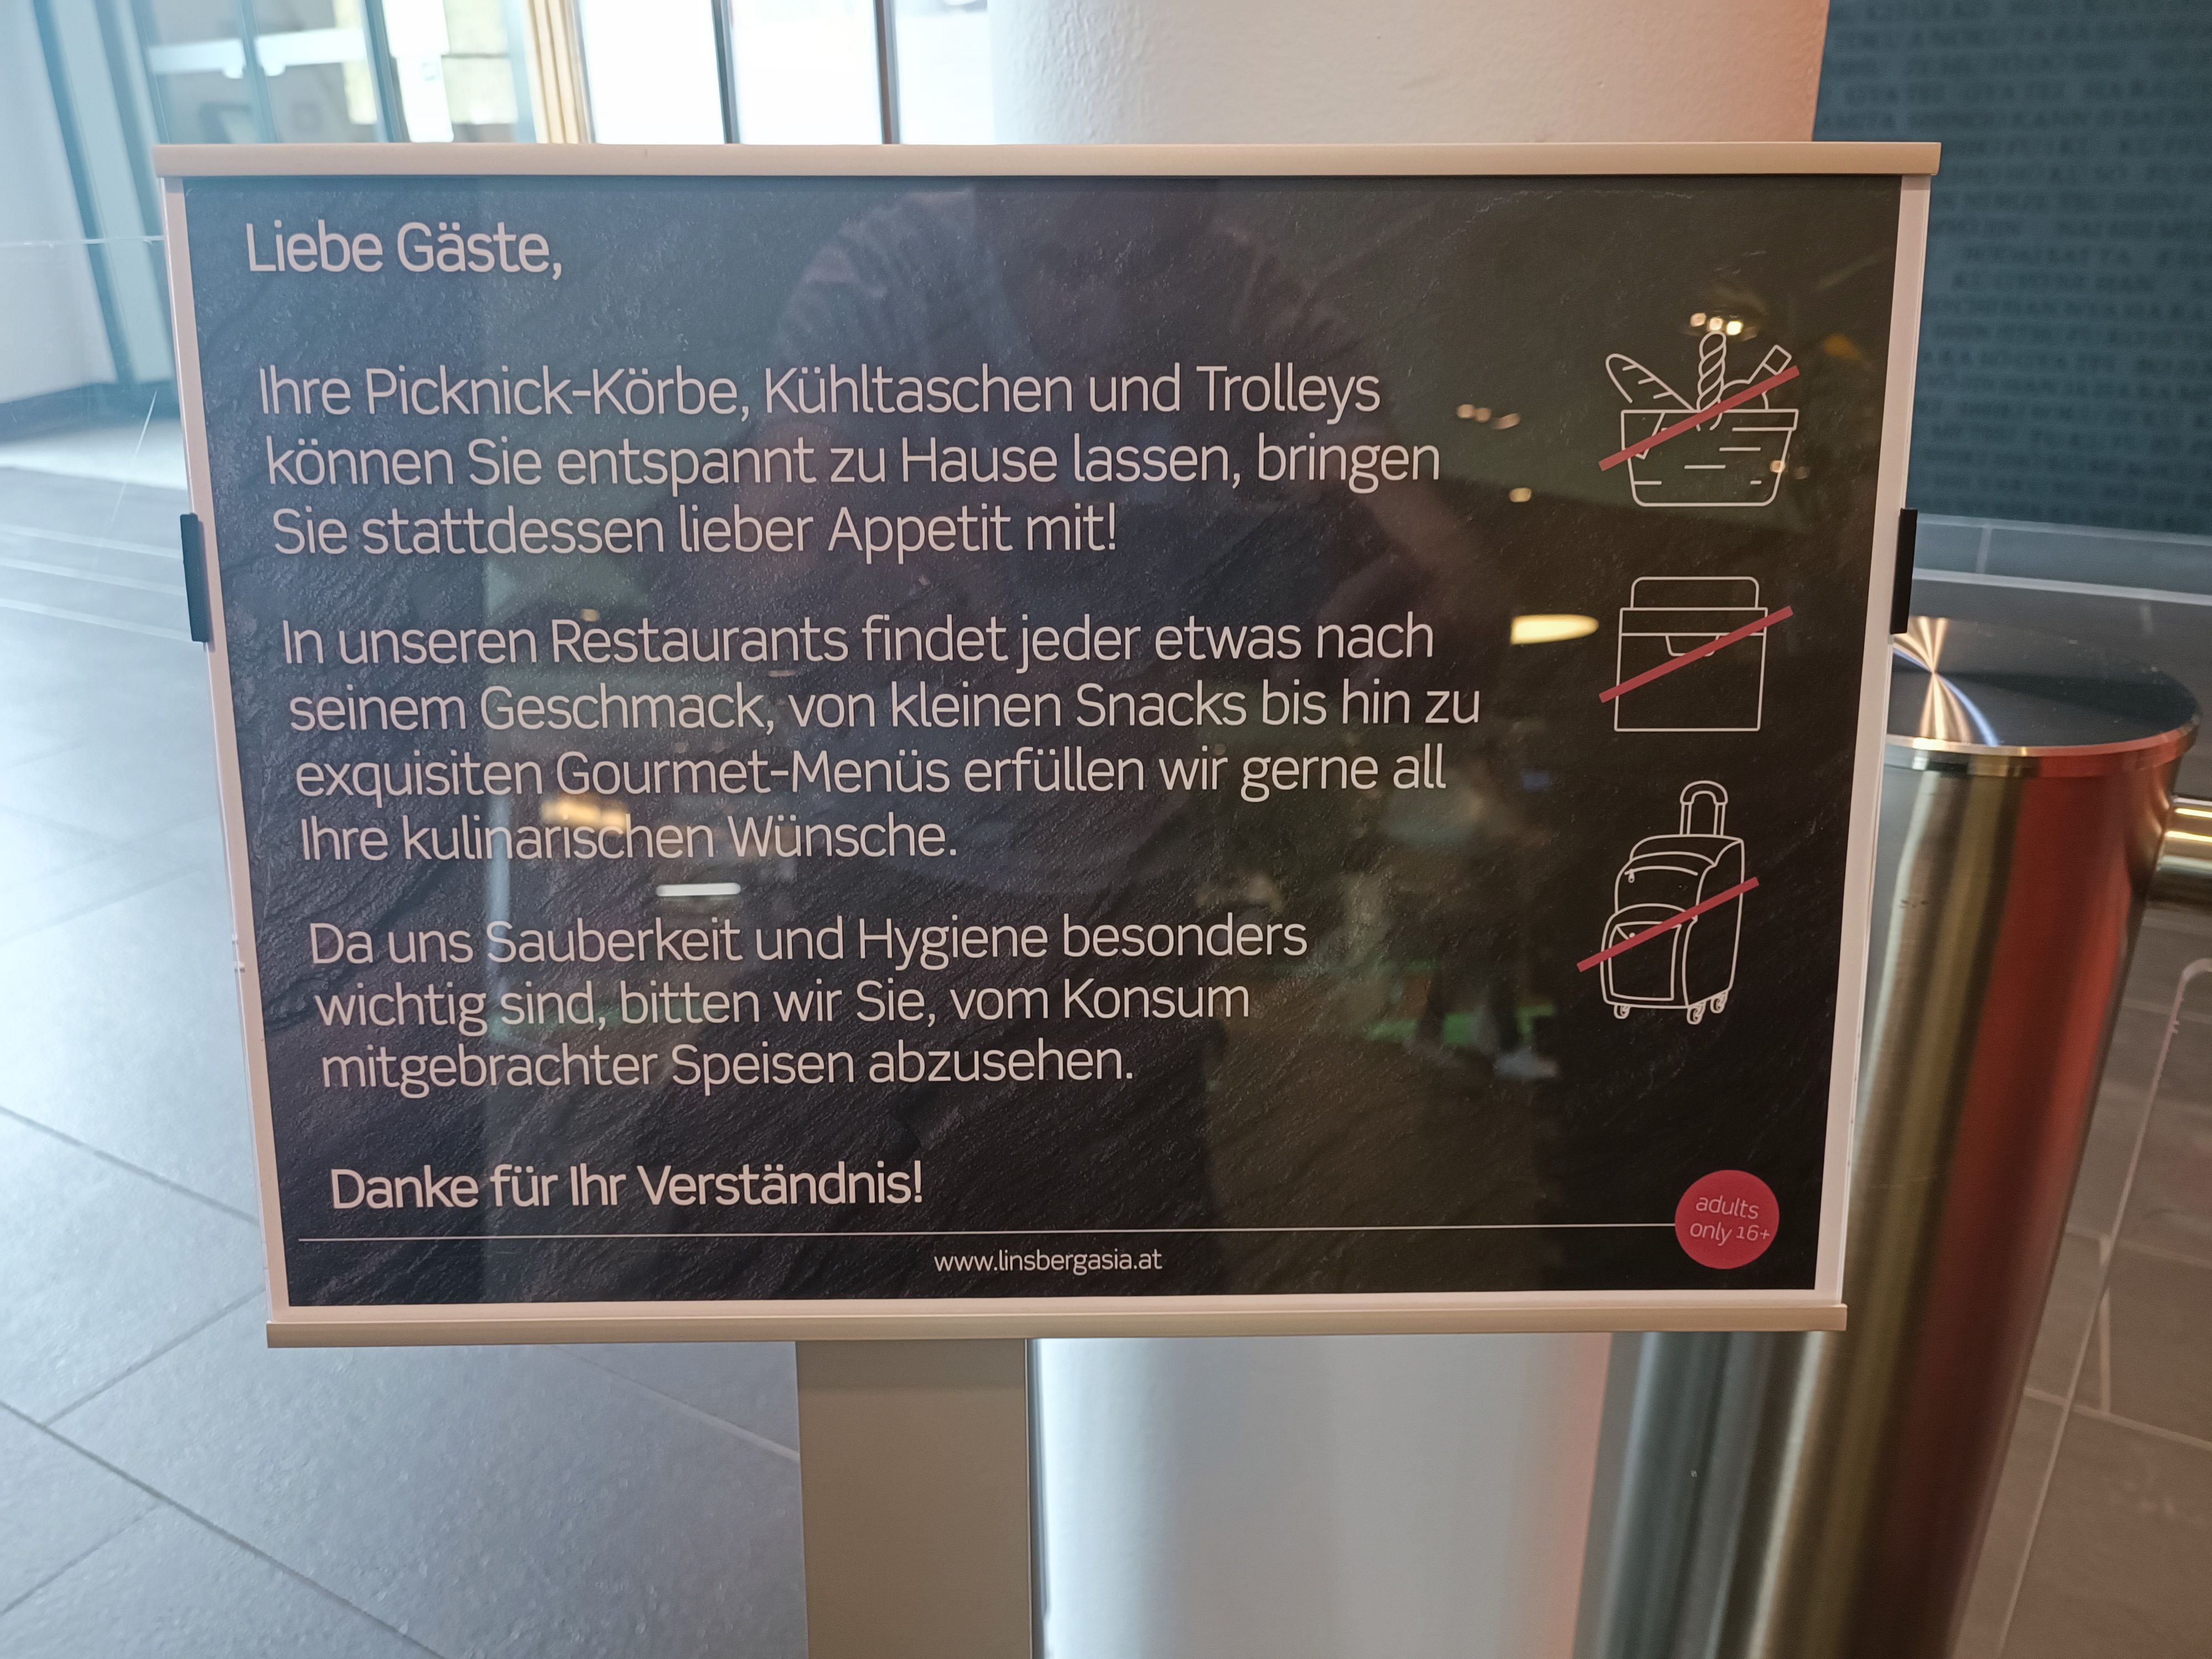 Liebe Gäste,
Ihre Picknick-Körbe, Kühltaschen und Trolleys
können Sie entspannt zu Hause lassen, bringen
Sie stattdessen lieber Appetit mit!
In unseren Restaurants findet jeder etwas nach
seinem Geschmack, von kleinen Snacks bis hin zu
exquisiten Gourmet-Menüs erfüllen wir gerne all
Ihre kulinarischen Wünsche.
Da uns Sauberkeit und Hygiene besonders
wichtig sind, bitten wir Sie, vom Konsum
mitgebrachter Speisen abzusehen.
Danke für Ihr Verständnis!
adults
only 16+
www.linsbergasia.at